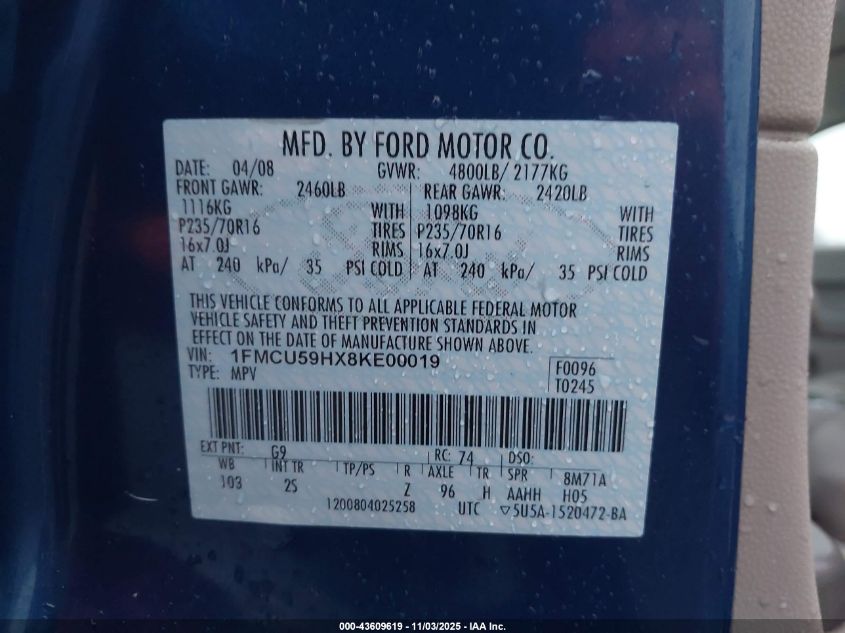 MFD. BY FORD MOTOR CO.
DATE: 04/08 GVWR: 4800LB/ 2177KG
FRONT GAWR: 2460LB REAR GAWR: 2420LB
1116KG WITH 1098KG WITH
P235/70R16 TIRES P235/70R16 TIRES
16x7.0J RIMS 16x7.0J RIMS
AT 240 kPa/ 35 PSI COLD AT 240 kPa/ 35 PSI COLD
THIS VEHICLE CONFORMS TO ALL APPLICABLE FEDERAL MOTOR
VEHICLE SAFETY AND THEFT PREVENTION STANDARDS IN
EFFECT ON THE DATE OF MANUFACTURE SHOWN ABOVE.
VIN: 1FMCU59HX8KE00019 F0096
TYPE: MPV T0245
EXT PNT: G9 RC: 74 DSO:
WB INT TR TP/PS R AXLE TR SPR 8M71A
103 2S Z 96 H AAHH H05
1200804025258 UTC ▽5U5A-1520472-BA
000-43609619 - 11/03/2025 - IAA Inc.